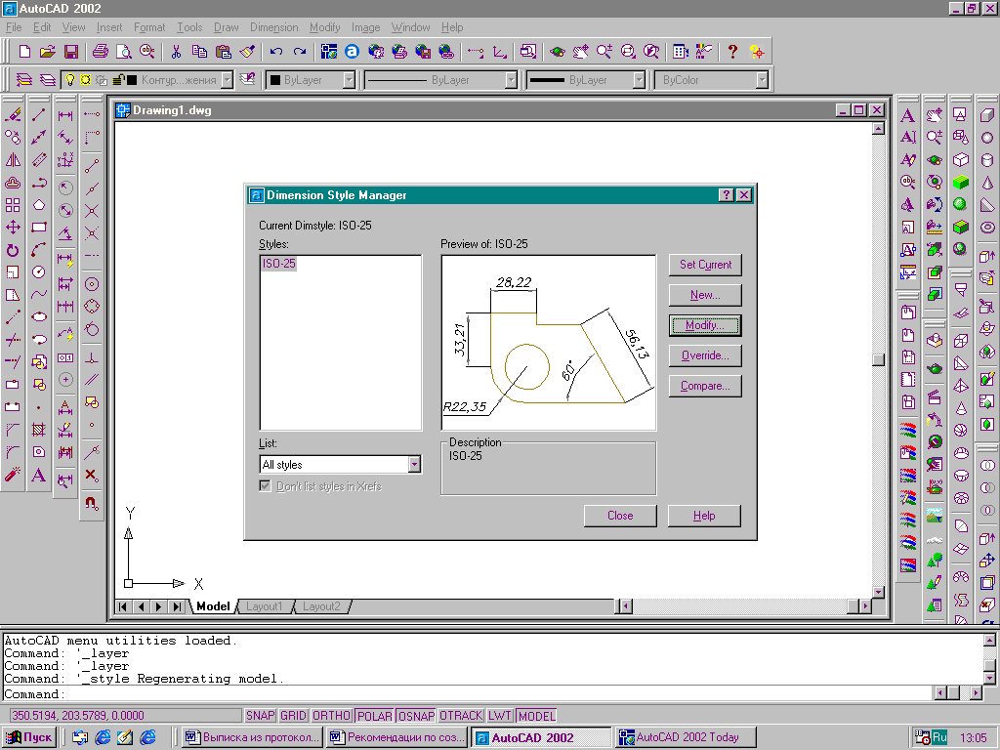 AutoCAD 2002
File Edit View Insert Format Tools Draw Dimension Modify Image Window Help
Контур...жения ByLayer ByLayer ByLayer ByColor
Drawing1.dwg
Dimension Style Manager
Current Dimstyle: ISO-25
Styles:
ISO-25
Preview of: ISO-25
28,22
33,21
56,13
60°
R22,35
Set Current
New...
Modify...
Override...
Compare...
List:
All styles
Don't list styles in Xrefs
Description
ISO-25
Close
Help
Y
X
Model Layout1 Layout2
AutoCAD menu utilities loaded.
Command: '_layer
Command: '_layer
Command: '_style Regenerating model.
Command:
350.5194, 203.5789, 0.0000 SNAP GRID ORTHO POLAR OSNAP OTRACK LWT MODEL
Пуск Выписка из протокол... Рекомендации по соз... AutoCAD 2002 AutoCAD 2002 Today Ru 13:05